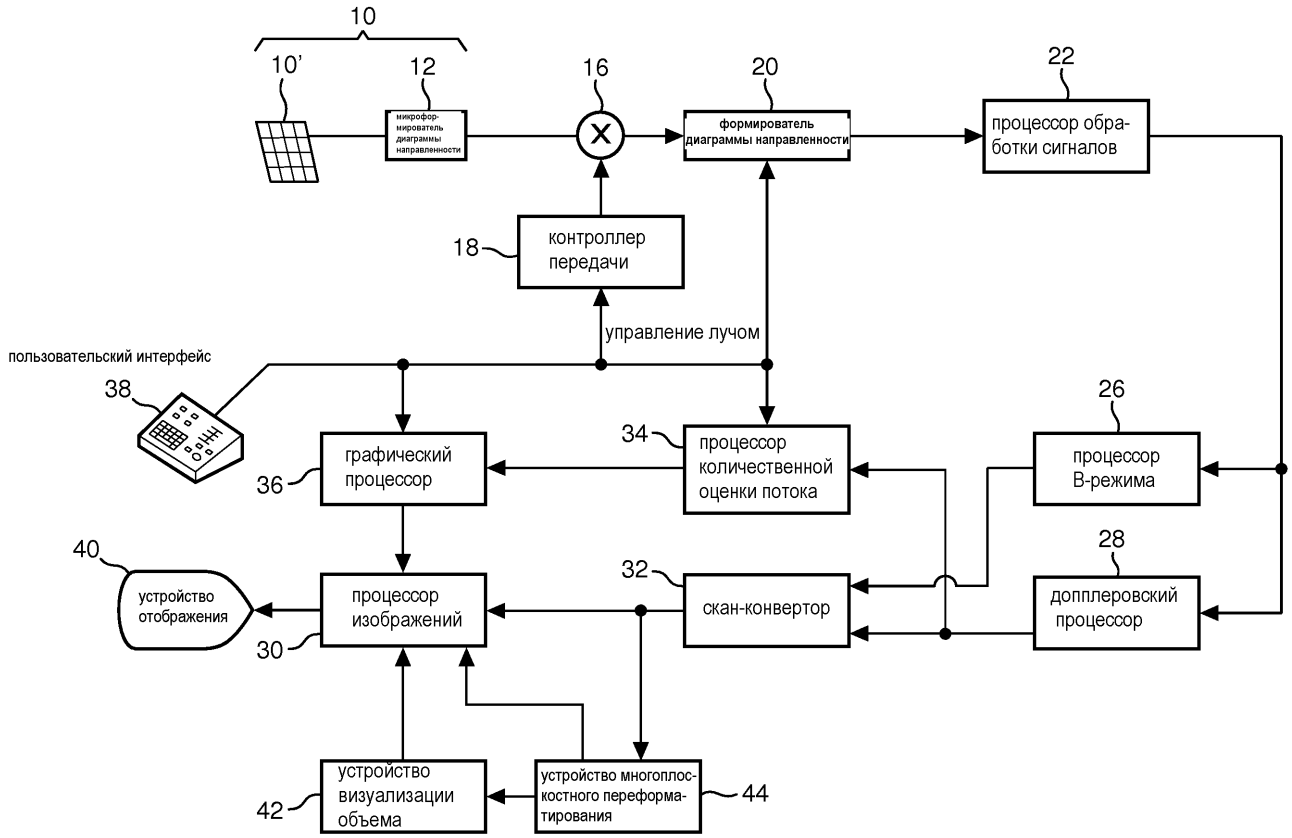 10
10’
12
16
20
22
микрофор-
мирователь
диаграммы
направленности
X
формирователь
диаграммы направленности
процессор обра-
ботки сигналов
18
контроллер
передачи
управление лучом
пользовательский интерфейс
38
26
34
процессор
количественной
оценки потока
графический
процессор
36
процессор
В-режима
40
устройство
отображения
32
28
процессор
изображений
30
скан-конвертор
допплеровский
процессор
42
устройство
визуализации
объема
устройство многоплос-
костного переформа-
тирования
44